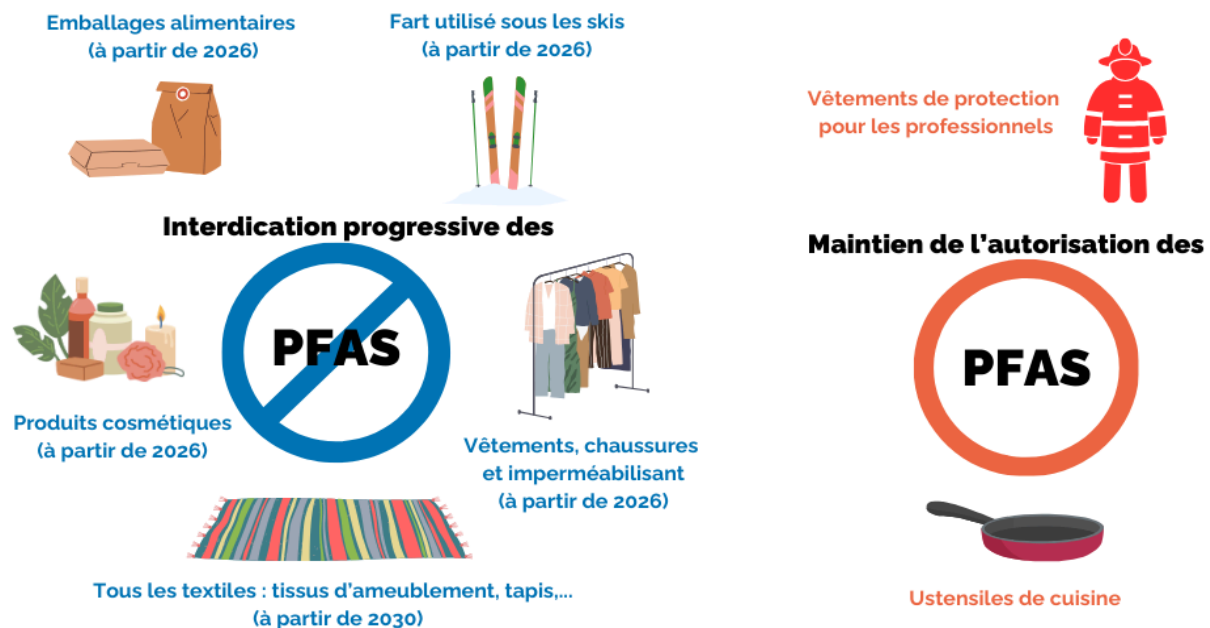 Emballages alimentaires
(à partir de 2026)
Fart utilisé sous les skis
(à partir de 2026)
Interdication progressive des
PFAS
Produits cosmétiques
(à partir de 2026)
Vêtements, chaussures
et imperméabilisant
(à partir de 2026)
Tous les textiles : tissus d'ameublement, tapis,...
(à partir de 2030)
Vêtements de protection
pour les professionnels
Maintien de l'autorisation des
PFAS
Ustensiles de cuisine